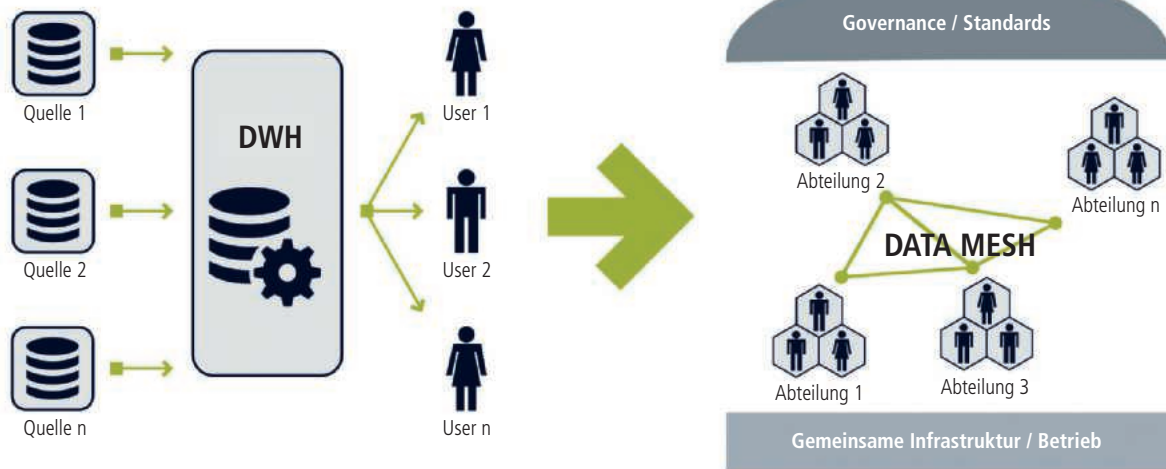 Quelle 1
Quelle 2
Quelle n
DWH
User 1
User 2
User n
Governance / Standards
Abteilung 2
Abteilung n
DATA MESH
Abteilung 1
Abteilung 3
Gemeinsame Infrastruktur / Betrieb